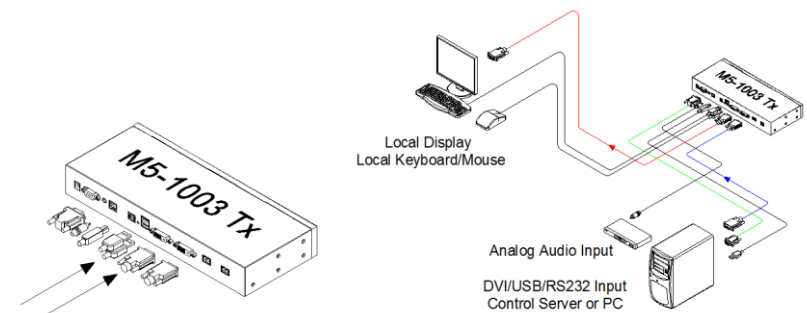 M5-1003 Tx
M5-1003 Tx
Local Display
Local Keyboard/Mouse
Analog Audio Input
DVI/USB/RS232 Input
Control Server or PC